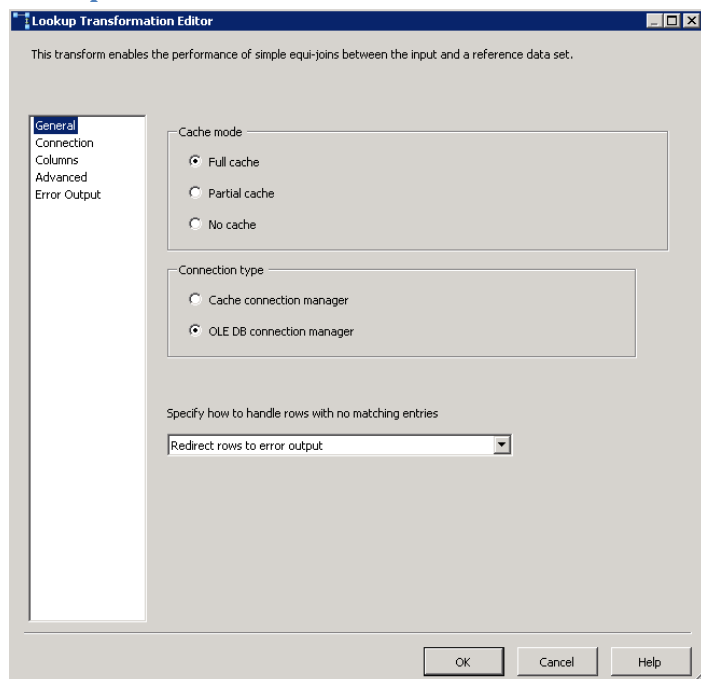 Lookup Transformation Editor
This transform enables the performance of simple equi-joins between the input and a reference data set.
General
Connection
Columns
Advanced
Error Output
Cache mode
Full cache
Partial cache
No cache
Connection type
Cache connection manager
OLE DB connection manager
Specify how to handle rows with no matching entries
Redirect rows to error output
OK Cancel Help